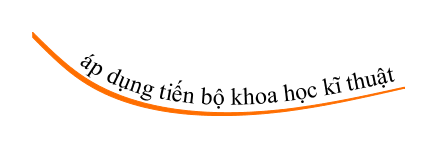 áp dụng tiến bộ khoa học kĩ thuật